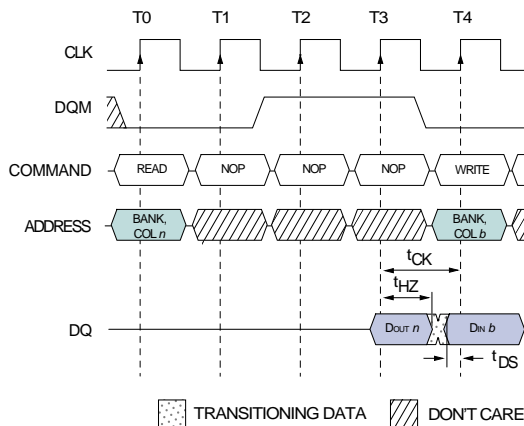 T0 T1 T2 T3 T4
CLK
DQM
COMMAND READ NOP NOP NOP WRITE
ADDRESS BANK, COL n BANK, COL b
tCK
tHZ
DQ DOUT n DIN b
tDS
TRANSITIONING DATA DON'T CARE